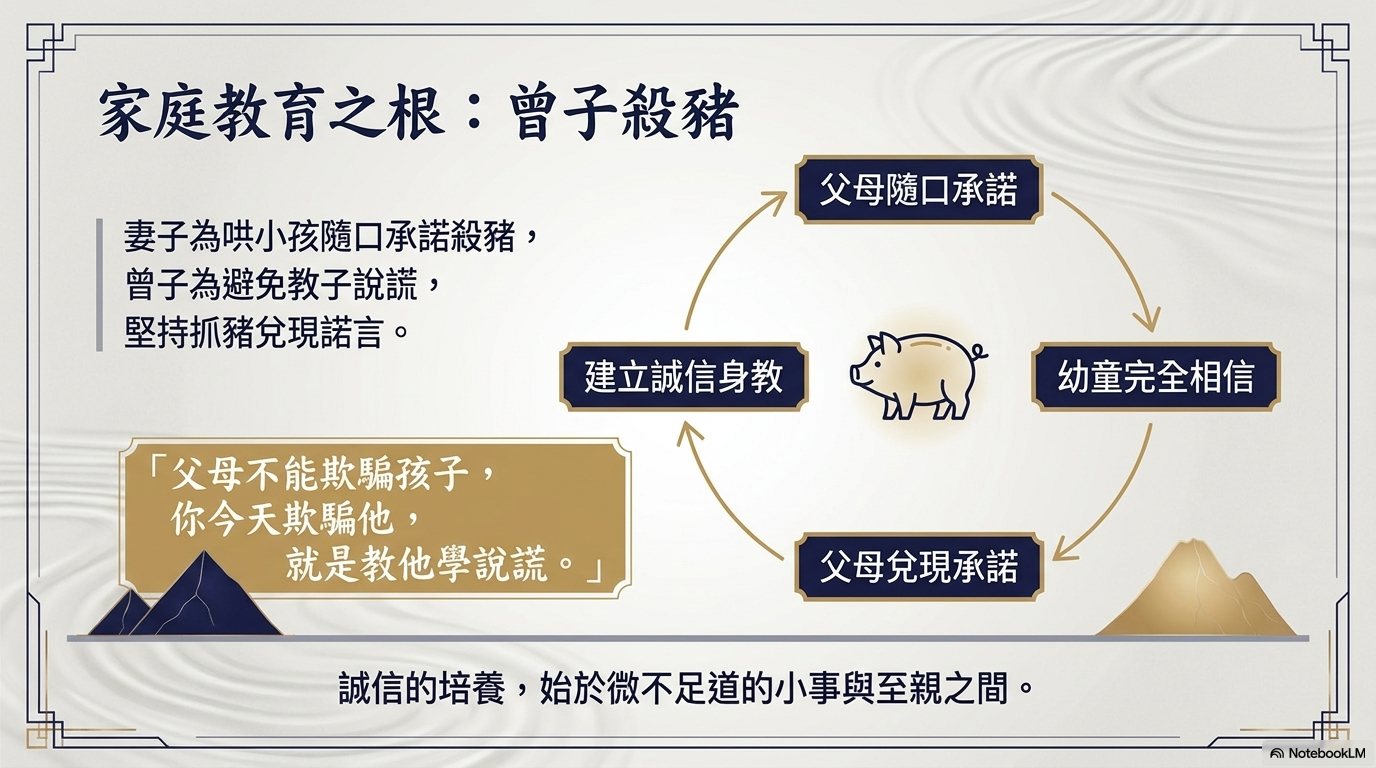 家庭教育之根：曾子殺豬
妻子為哄小孩隨口承諾殺豬，
曾子為避免教子說謊，
堅持抓豬兌現諾言。
「父母不能欺騙孩子，
你今天欺騙他，
就是教他學說謊。」
父母隨口承諾
幼童完全相信
父母兌現承諾
建立誠信身教
誠信的培養，始於微不足道的小事與至親之間。
NotebookLM